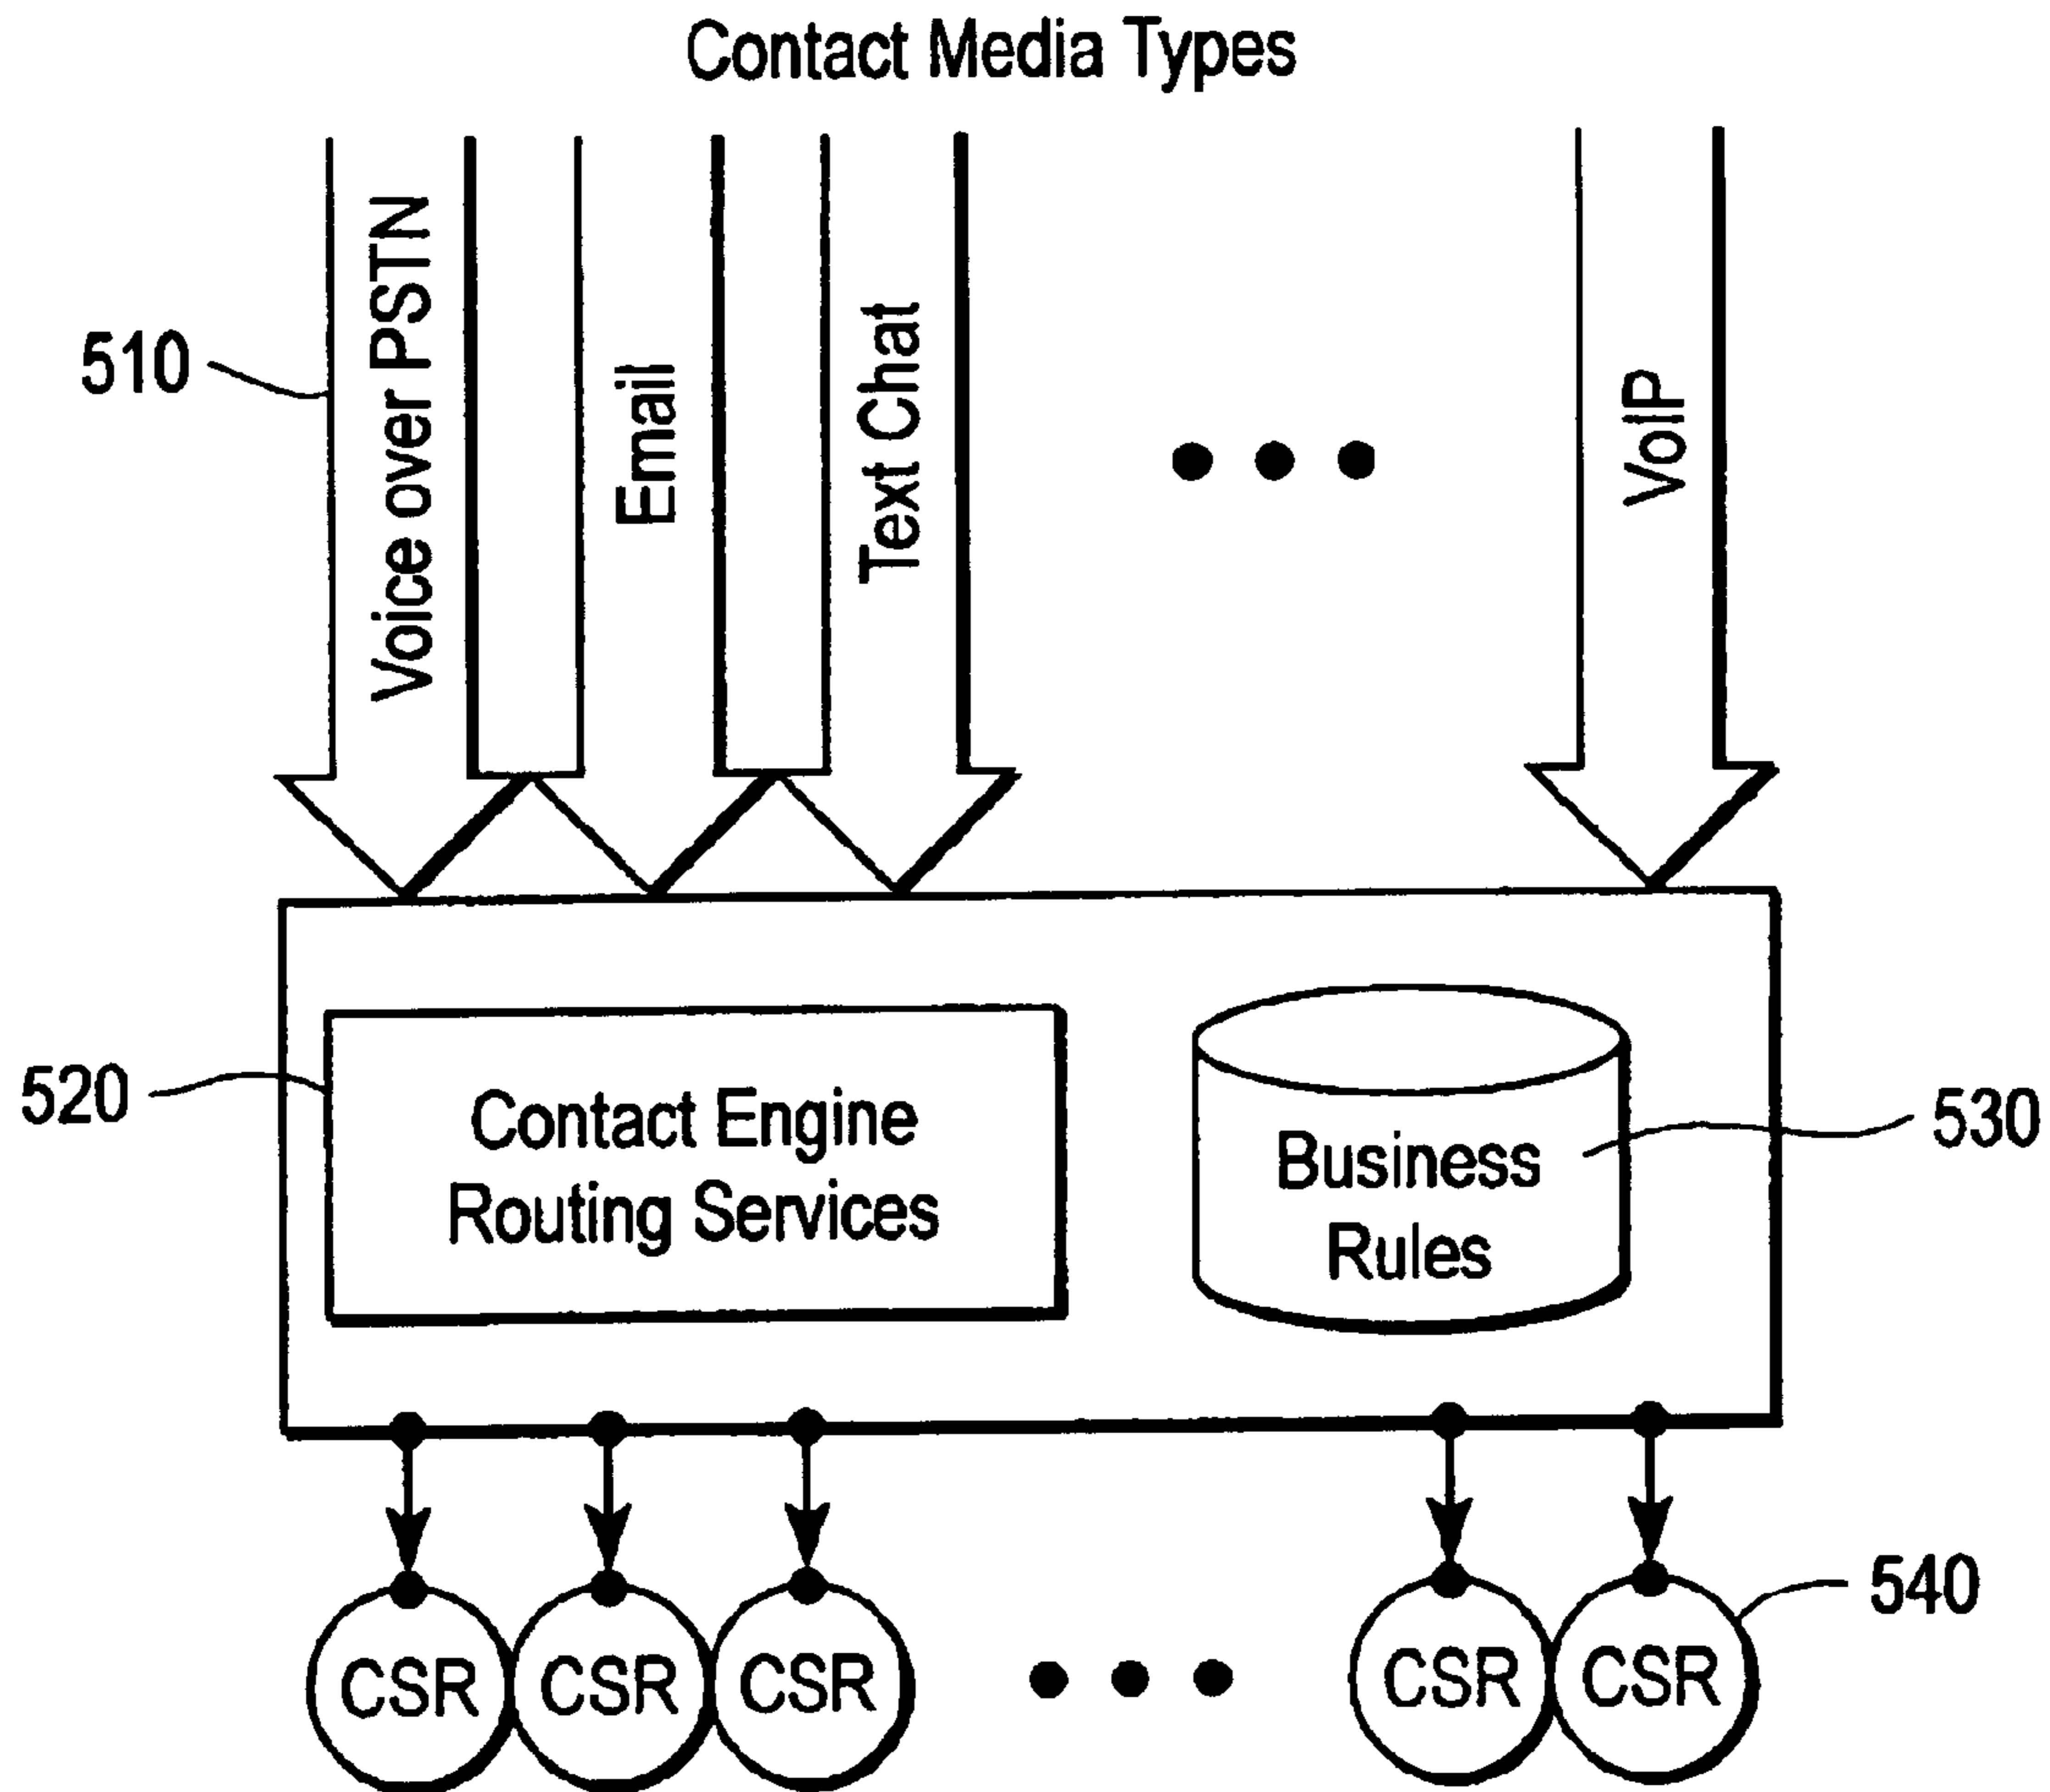 Contact Media Types
510
Voice over PSTN
Email
Text Chat
VoIP
520
Contact Engine
Routing Services
Business
Rules
530
540
CSR
CSR
CSR
CSR
CSR